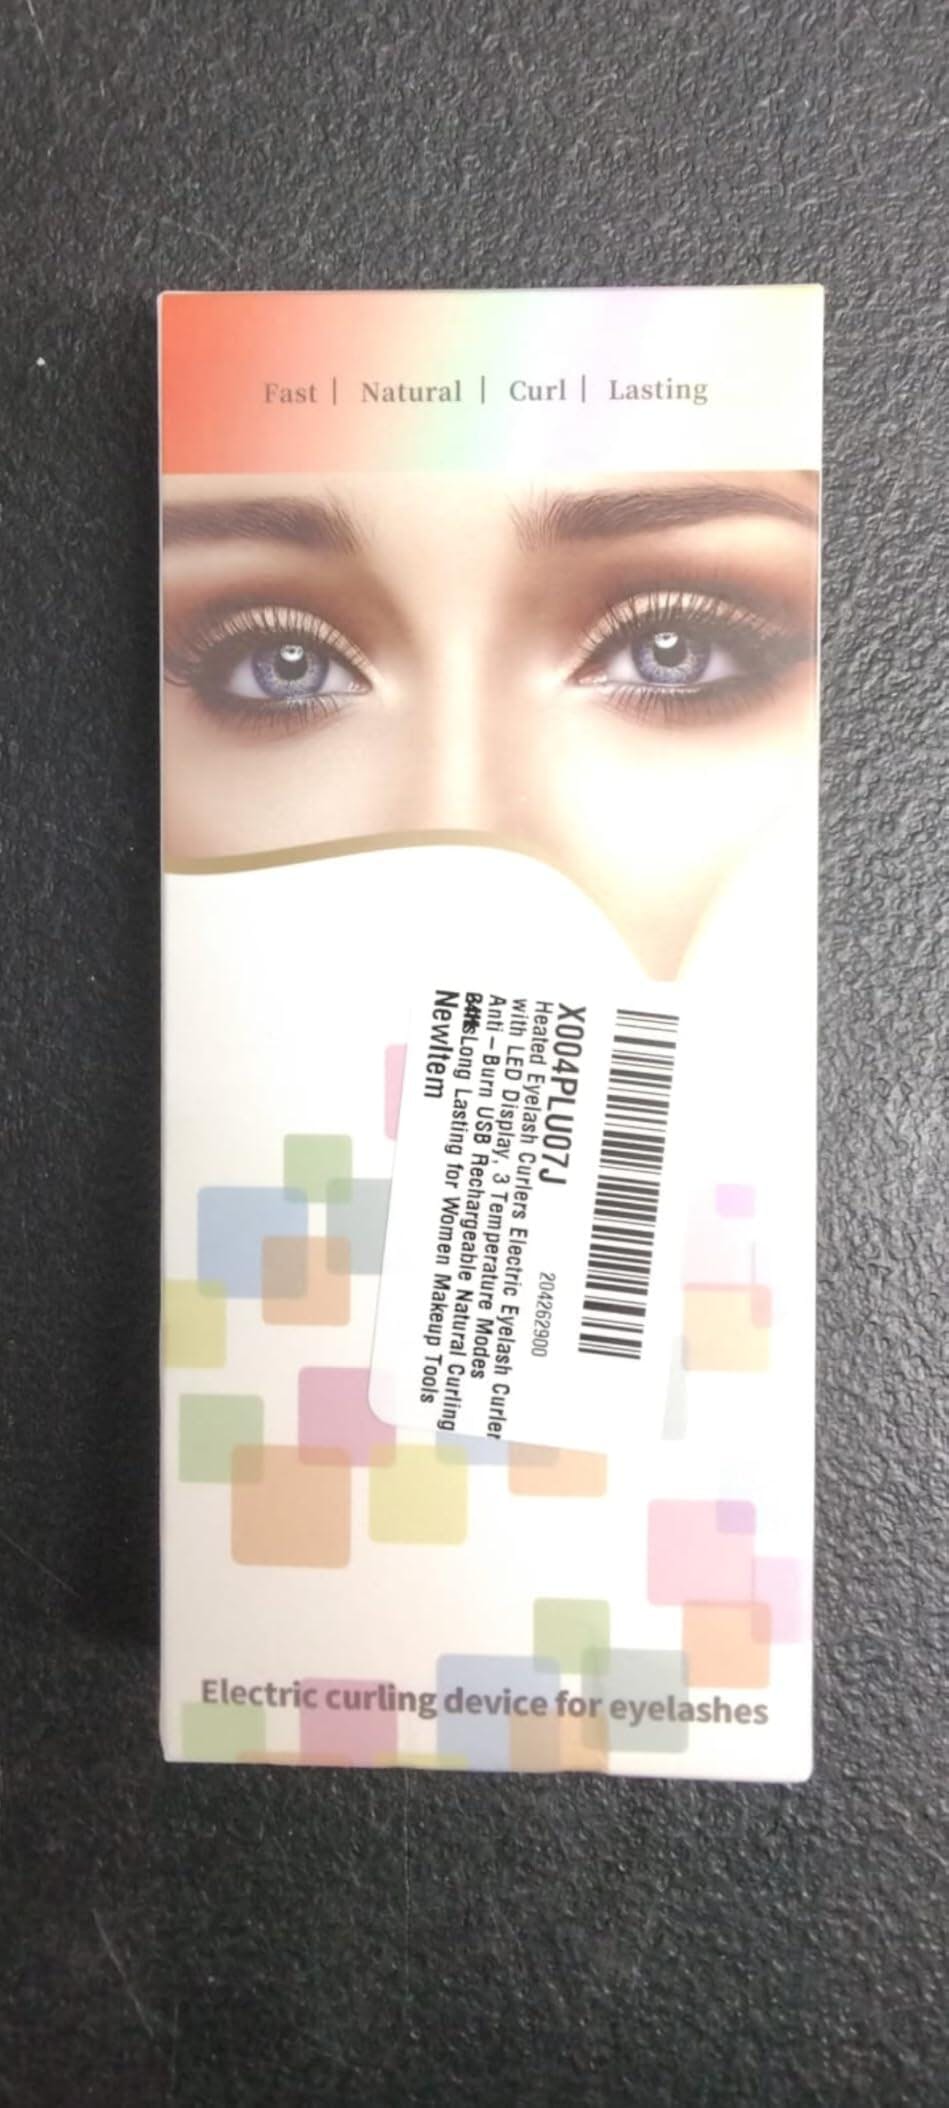 Fast | Natural | Curl | Lasting
X004PLU07J
204262900
Heated Eyelash Curlers Electric Eyelash Curler
with LED Display, 3 Temperature Modes
Anti-Burn USB Rechargeable Natural Curling
Long Lasting for Women Makeup Tools
NewItem
Electric curling device for eyelashes